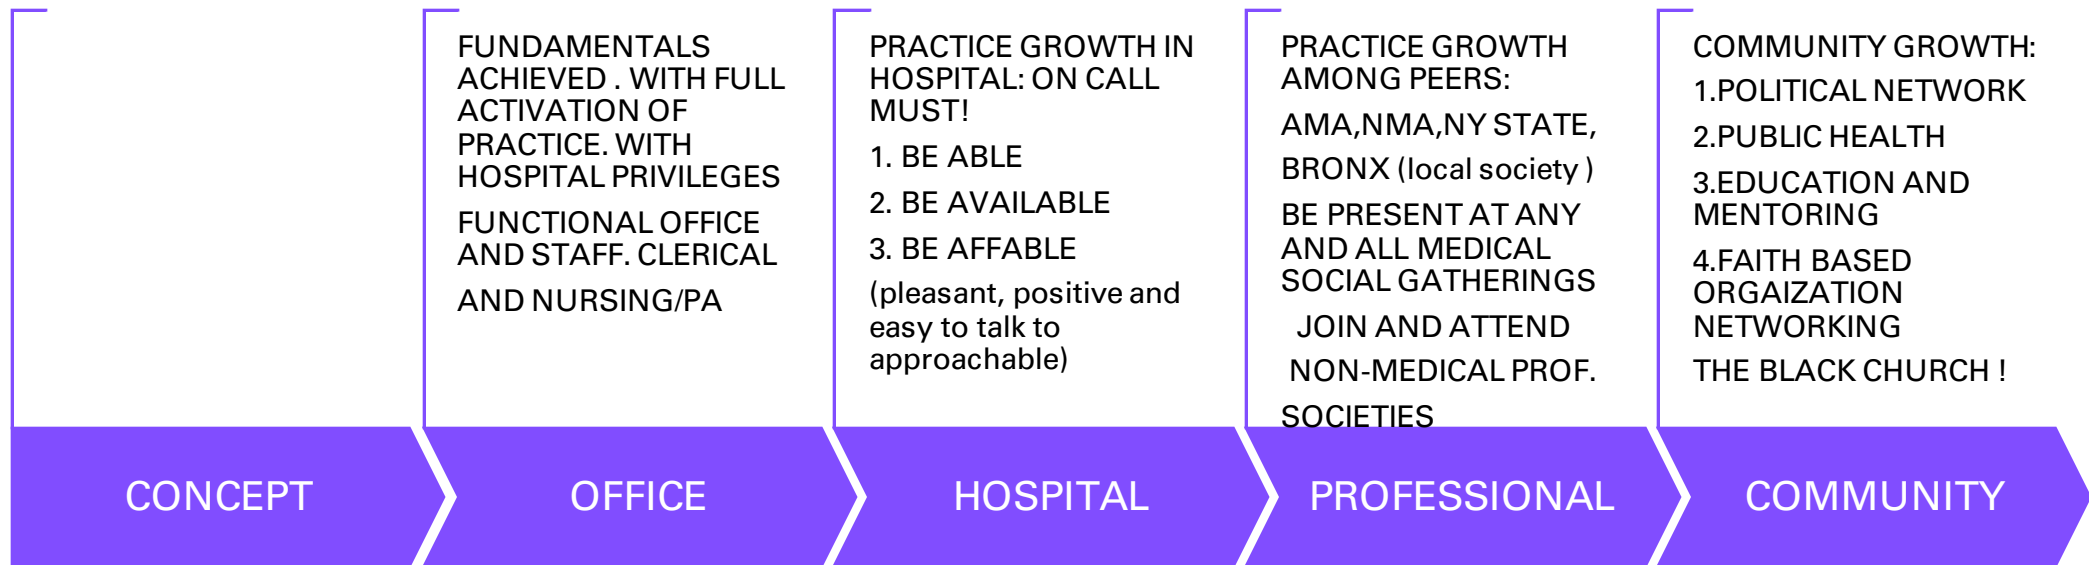 FUNDAMENTALS
ACHIEVED . WITH FULL
ACTIVATION OF
PRACTICE. WITH
HOSPITAL PRIVILEGES
FUNCTIONAL OFFICE
AND STAFF. CLERICAL
AND NURSING/PA
PRACTICE GROWTH IN
HOSPITAL: ON CALL
MUST!
1. BE ABLE
2. BE AVAILABLE
3. BE AFFABLE
(pleasant, positive and
easy to talk to
approachable)
PRACTICE GROWTH
AMONG PEERS:
AMA,NMA,NY STATE,
BRONX (local society )
BE PRESENT AT ANY
AND ALL MEDICAL
SOCIAL GATHERINGS
JOIN AND ATTEND
NON-MEDICAL PROF.
SOCIETIES
COMMUNITY GROWTH:
1.POLITICAL NETWORK
2.PUBLIC HEALTH
3.EDUCATION AND
MENTORING
4.FAITH BASED
ORGAIZATION
NETWORKING
THE BLACK CHURCH !
CONCEPT
OFFICE
HOSPITAL
PROFESSIONAL
COMMUNITY